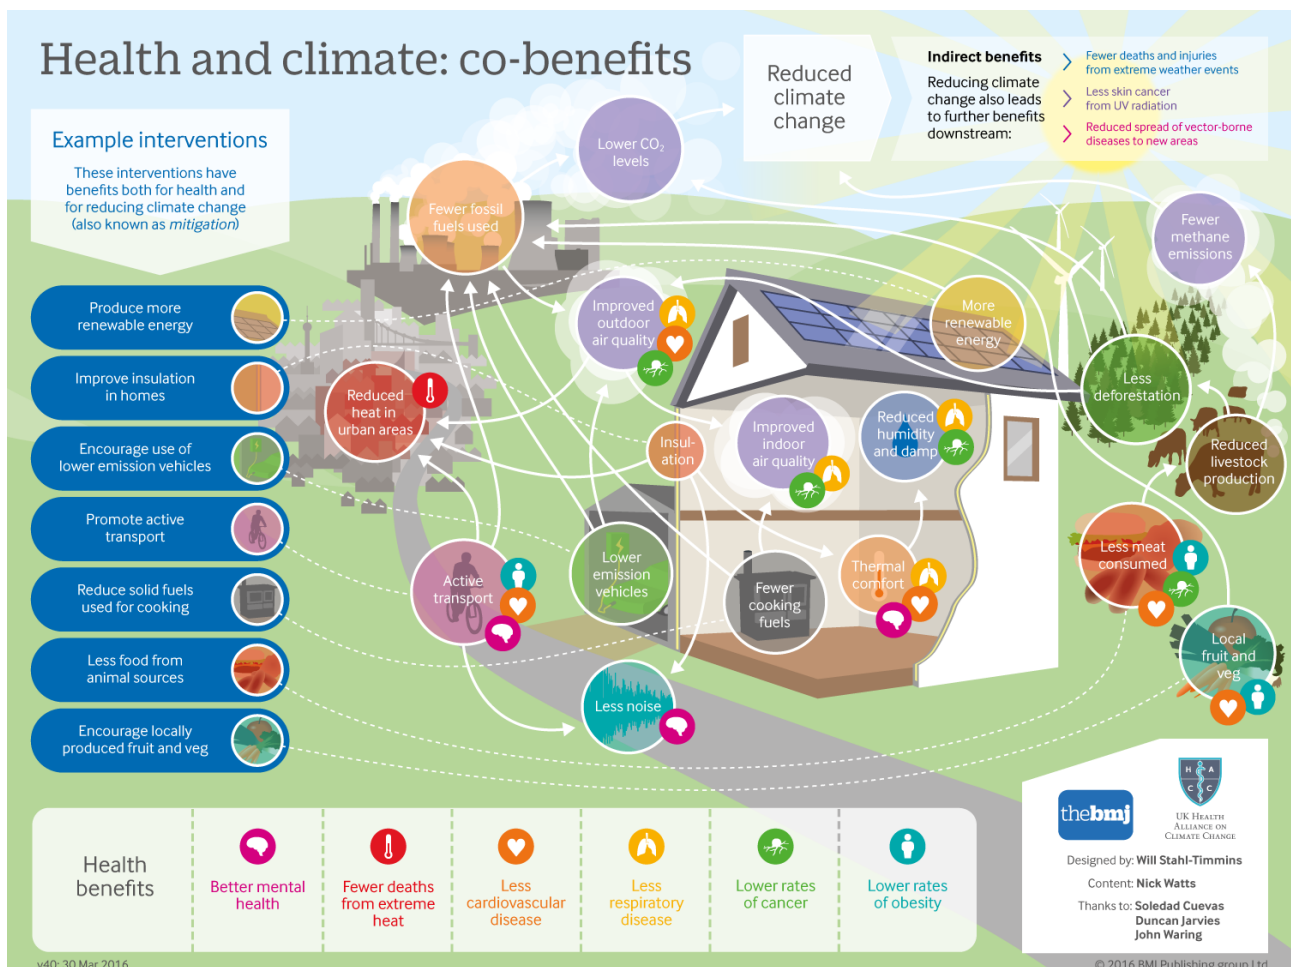 Health and climate: co-benefits
Reduced
climate
change
Indirect benefits
Reducing climate
change also leads
to further benefits
downstream:
Fewer deaths and injuries
from extreme weather events
Less skin cancer
from UV radiation
Reduced spread of vector-borne
diseases to new areas
Example interventions
These interventions have
benefits both for health and
for reducing climate change
(also known as mitigation)
Produce more
renewable energy
Improve insulation
in homes
Encourage use of
lower emission vehicles
Promote active
transport
Reduce solid fuels
used for cooking
Less food from
animal sources
Encourage locally
produced fruit and veg
Lower CO₂
levels
Fewer fossil
fuels used
Fewer
methane
emissions
Improved
outdoor
air quality
More
renewable
energy
Less
deforestation
Reduced
heat in
urban areas
Insul-
ation
Improved
indoor
air quality
Reduced
humidity
and damp
Reduced
livestock
production
Active
transport
Lower
emission
vehicles
Fewer
cooking
fuels
Thermal
comfort
Less meat
consumed
Local
fruit and
veg
Less noise
Health
benefits
Better mental
health
Fewer deaths
from extreme
heat
Less
cardiovascular
disease
Less
respiratory
disease
Lower rates
of cancer
Lower rates
of obesity
thebmj
H A
C C
UK Health
Alliance on
Climate Change
Designed by: Will Stahl-Timmins
Content: Nick Watts
Thanks to: Soledad Cuevas
Duncan Jarvies
John Waring
v40: 30 Mar 2016
© 2016 BMJ Publishing group Ltd